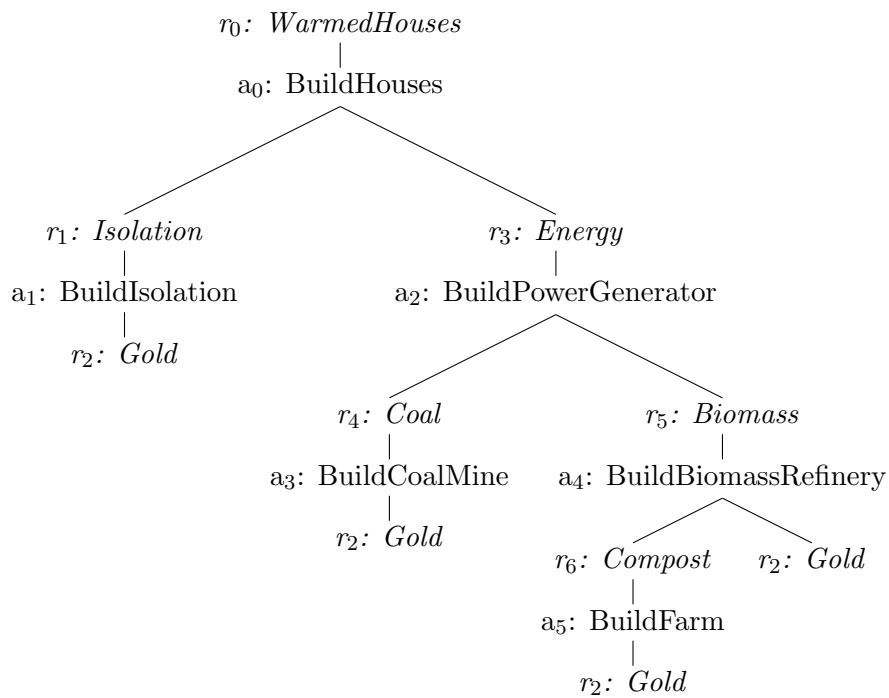 r₀: WarmedHouses
a₀: BuildHouses
r₁: Isolation
r₃: Energy
a₁: BuildIsolation
a₂: BuildPowerGenerator
r₂: Gold
r₄: Coal
r₅: Biomass
a₃: BuildCoalMine
a₄: BuildBiomassRefinery
r₂: Gold
r₆: Compost
r₂: Gold
a₅: BuildFarm
r₂: Gold